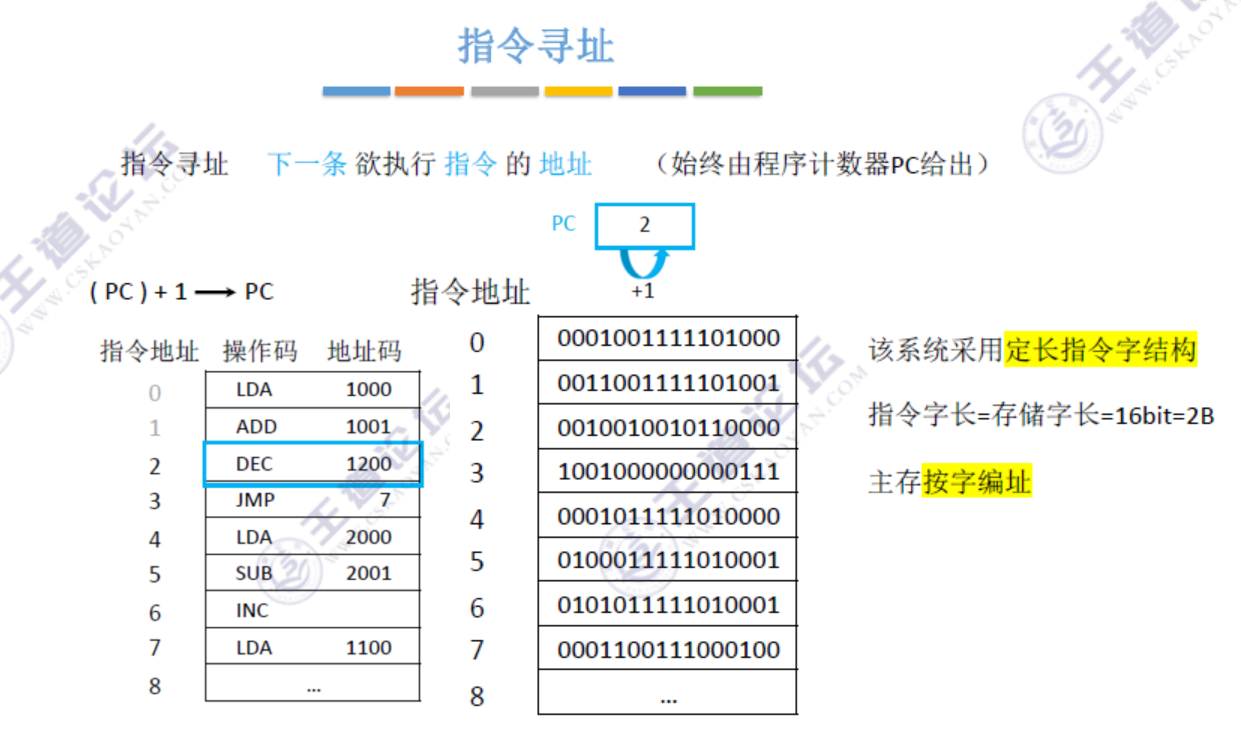 指令寻址
指令寻址 下一条 欲执行 指令 的 地址 （始终由程序计数器PC给出）
PC 2
+1
( PC ) + 1 → PC
指令地址 操作码 地址码
0 LDA 1000
1 ADD 1001
2 DEC 1200
3 JMP 7
4 LDA 2000
5 SUB 2001
6 INC
7 LDA 1100
8 ...
指令地址
0 0001001111101000
1 0011001111101001
2 0010010010110000
3 1001000000000111
4 0001011111010000
5 0100011111010001
6 0101011111010001
7 0001100111000100
8 ...
该系统采用定长指令字结构
指令字长=存储字长=16bit=2B
主存按字编址
王道论坛
WWW.CSKAOYAN.COM